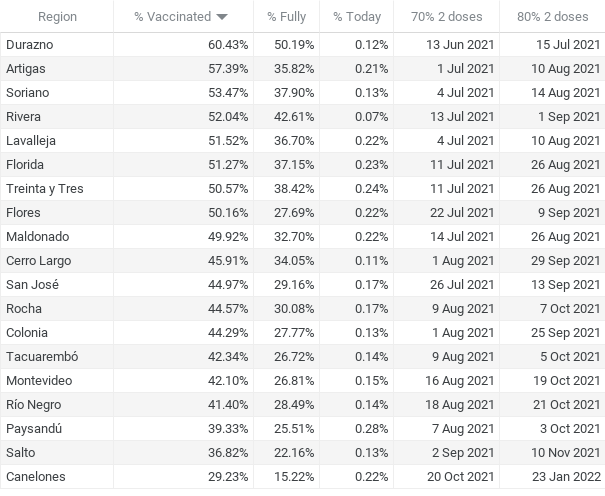 Region % Vaccinated % Fully % Today 70% 2 doses 80% 2 doses
Durazno 60.43% 50.19% 0.12% 13 Jun 2021 15 Jul 2021
Artigas 57.39% 35.82% 0.21% 1 Jul 2021 10 Aug 2021
Soriano 53.47% 37.90% 0.13% 4 Jul 2021 14 Aug 2021
Rivera 52.04% 42.61% 0.07% 13 Jul 2021 1 Sep 2021
Lavalleja 51.52% 36.70% 0.22% 4 Jul 2021 10 Aug 2021
Florida 51.27% 37.15% 0.23% 11 Jul 2021 26 Aug 2021
Treinta y Tres 50.57% 38.42% 0.24% 11 Jul 2021 26 Aug 2021
Flores 50.16% 27.69% 0.22% 22 Jul 2021 9 Sep 2021
Maldonado 49.92% 32.70% 0.22% 14 Jul 2021 26 Aug 2021
Cerro Largo 45.91% 34.05% 0.11% 1 Aug 2021 29 Sep 2021
San José 44.97% 29.16% 0.17% 26 Jul 2021 13 Sep 2021
Rocha 44.57% 30.08% 0.17% 9 Aug 2021 7 Oct 2021
Colonia 44.29% 27.77% 0.13% 1 Aug 2021 25 Sep 2021
Tacuarembó 42.34% 26.72% 0.14% 9 Aug 2021 5 Oct 2021
Montevideo 42.10% 26.81% 0.15% 16 Aug 2021 19 Oct 2021
Río Negro 41.40% 28.49% 0.14% 18 Aug 2021 21 Oct 2021
Paysandú 39.33% 25.51% 0.28% 7 Aug 2021 3 Oct 2021
Salto 36.82% 22.16% 0.13% 2 Sep 2021 10 Nov 2021
Canelones 29.23% 15.22% 0.22% 20 Oct 2021 23 Jan 2022